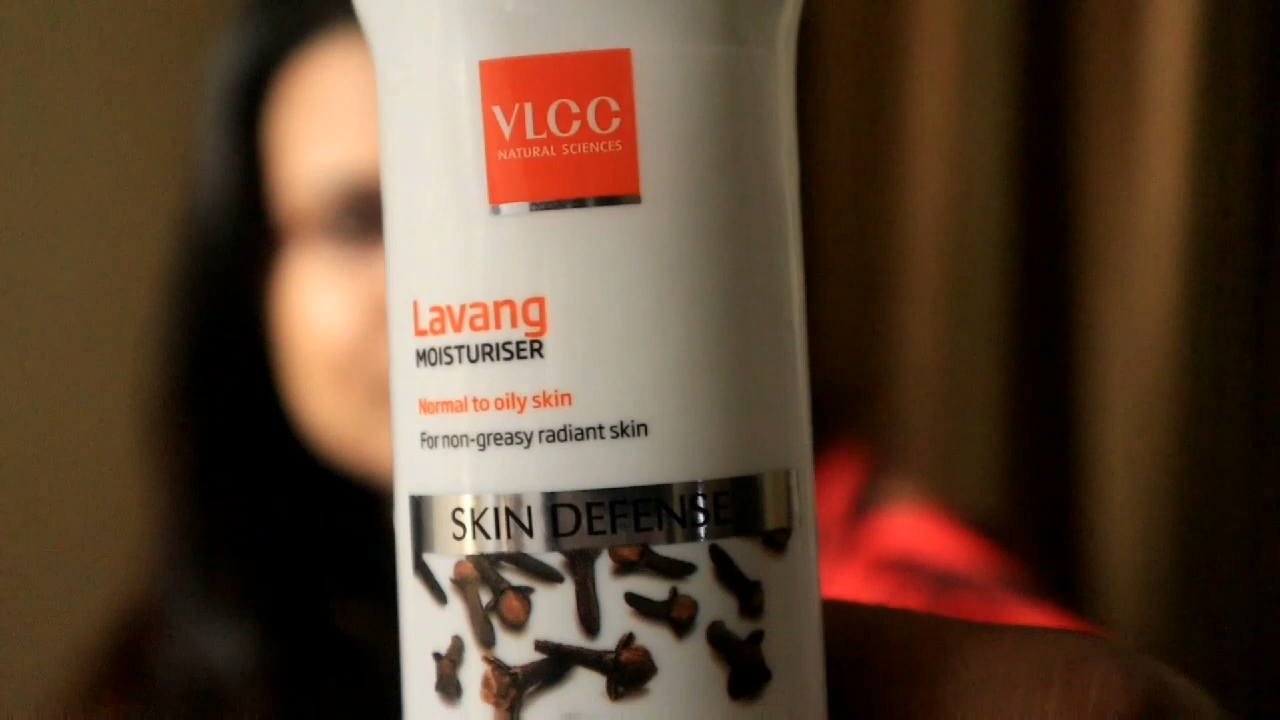 VLCC
NATURAL SCIENCES
Lavang
MOISTURISER
Normal to oily skin
For non-greasy radiant skin
SKIN DEFENSE